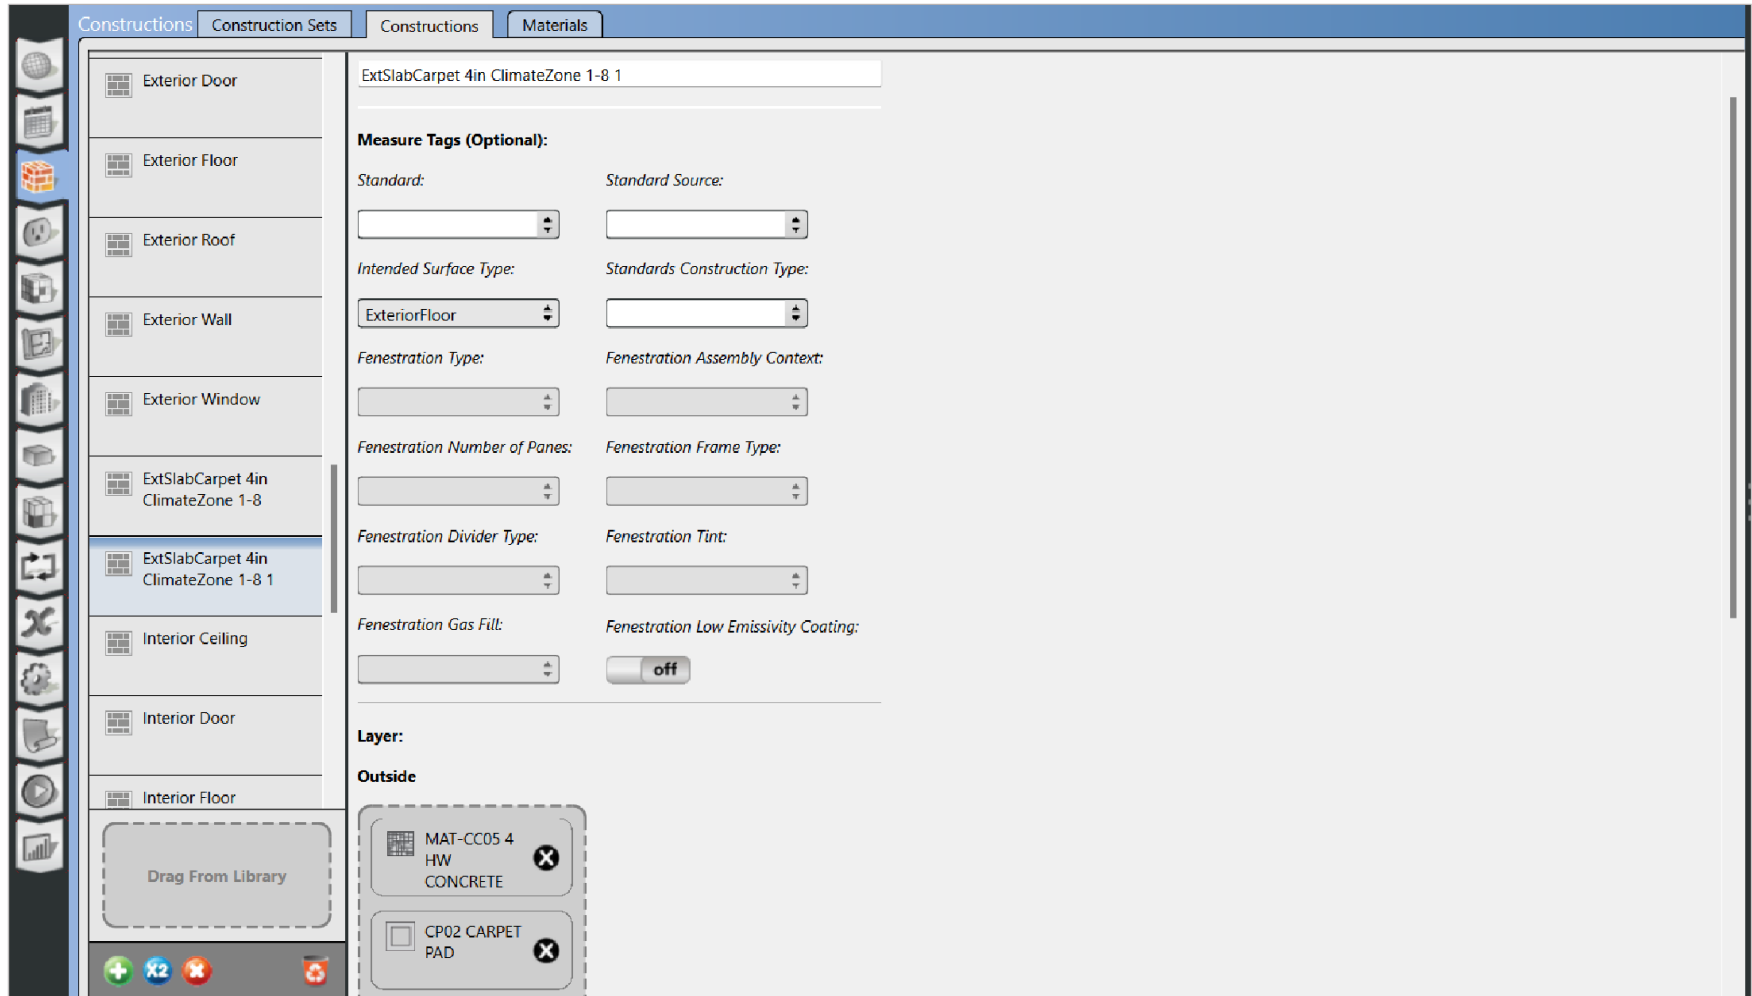 Constructions
Construction Sets
Constructions
Materials
Exterior Door
Exterior Floor
Exterior Roof
Exterior Wall
Exterior Window
ExtSlabCarpet 4in
ClimateZone 1-8
ExtSlabCarpet 4in
ClimateZone 1-8 1
Interior Ceiling
Interior Door
Interior Floor
Drag From Library
X2
ExtSlabCarpet 4in ClimateZone 1-8 1
Measure Tags (Optional):
Standard:
Standard Source:
Intended Surface Type:
Standards Construction Type:
ExteriorFloor
Fenestration Type:
Fenestration Assembly Context:
Fenestration Number of Panes:
Fenestration Frame Type:
Fenestration Divider Type:
Fenestration Tint:
Fenestration Gas Fill:
Fenestration Low Emissivity Coating:
off
Layer:
Outside
MAT-CC05 4
HW
CONCRETE
CP02 CARPET
PAD